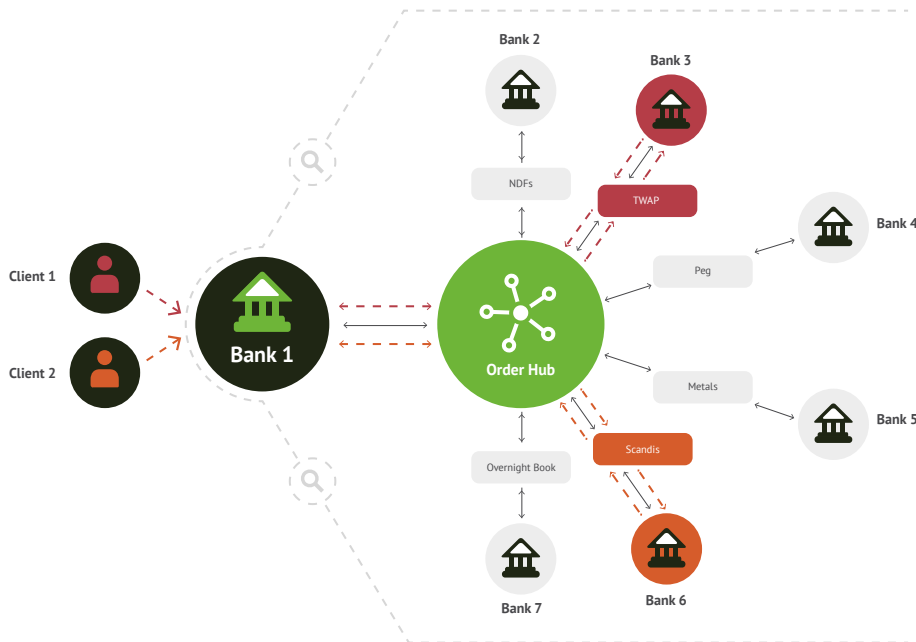 Bank 2
Bank 3
NDFs
TWAP
Bank 4
Client 1
Peg
Bank 1
Order Hub
Client 2
Metals
Bank 5
Scandis
Overnight Book
Bank 7
Bank 6